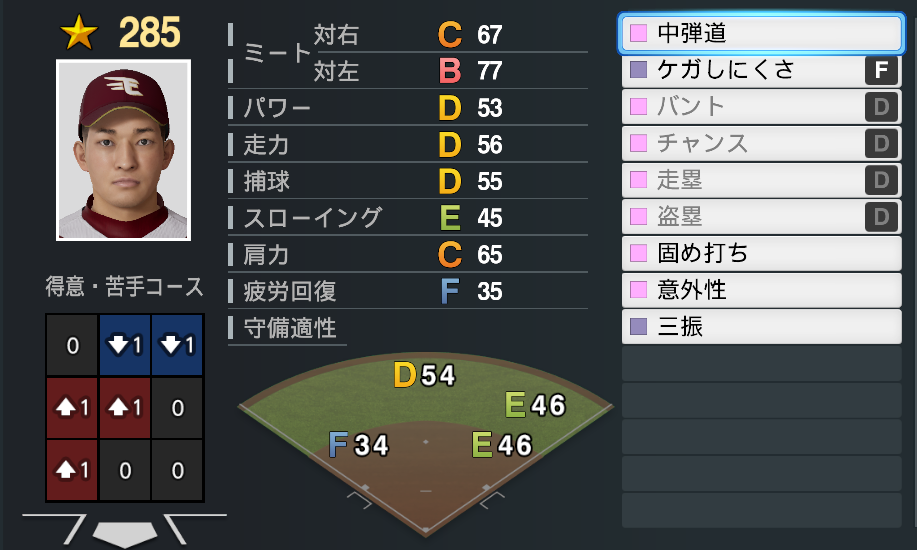 285
ミート
対右 C 67
対左 B 77
パワー D 53
走力 D 56
捕球 D 55
スローイング E 45
肩力 C 65
疲労回復 F 35
守備適性
得意・苦手コース
0 1 1
1 1 0
1 0 0
D 54
E 46
F 34 E 46
中弾道
ケガしにくさ F
バント D
チャンス D
走塁 D
盗塁 D
固め打ち
意外性
三振